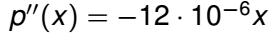 p′′(x) = −12 · 10⁻⁶x